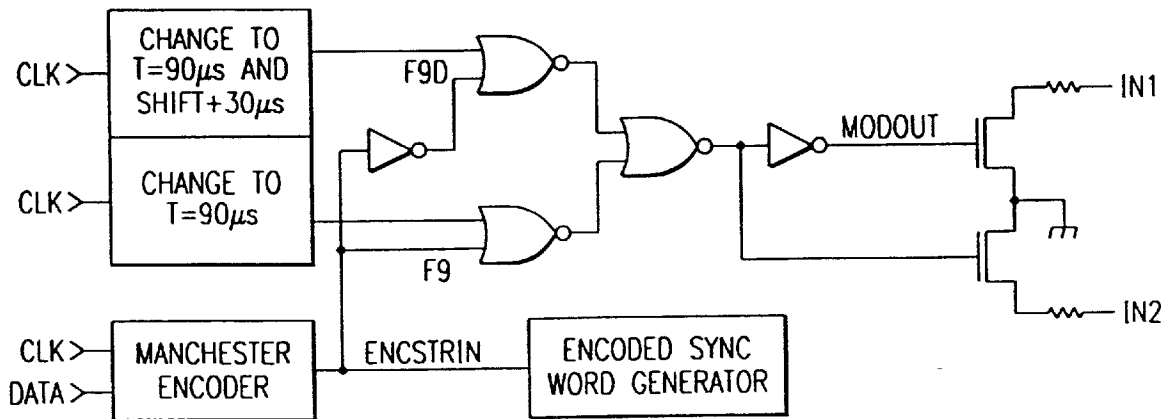 CLK
CHANGE TO
T=90μs AND
SHIFT+30μs
F9D
IN1
MODOUT
CLK
CHANGE TO
T=90μs
F9
IN2
CLK
DATA
MANCHESTER
ENCODER
ENCSTRIN
ENCODED SYNC
WORD GENERATOR